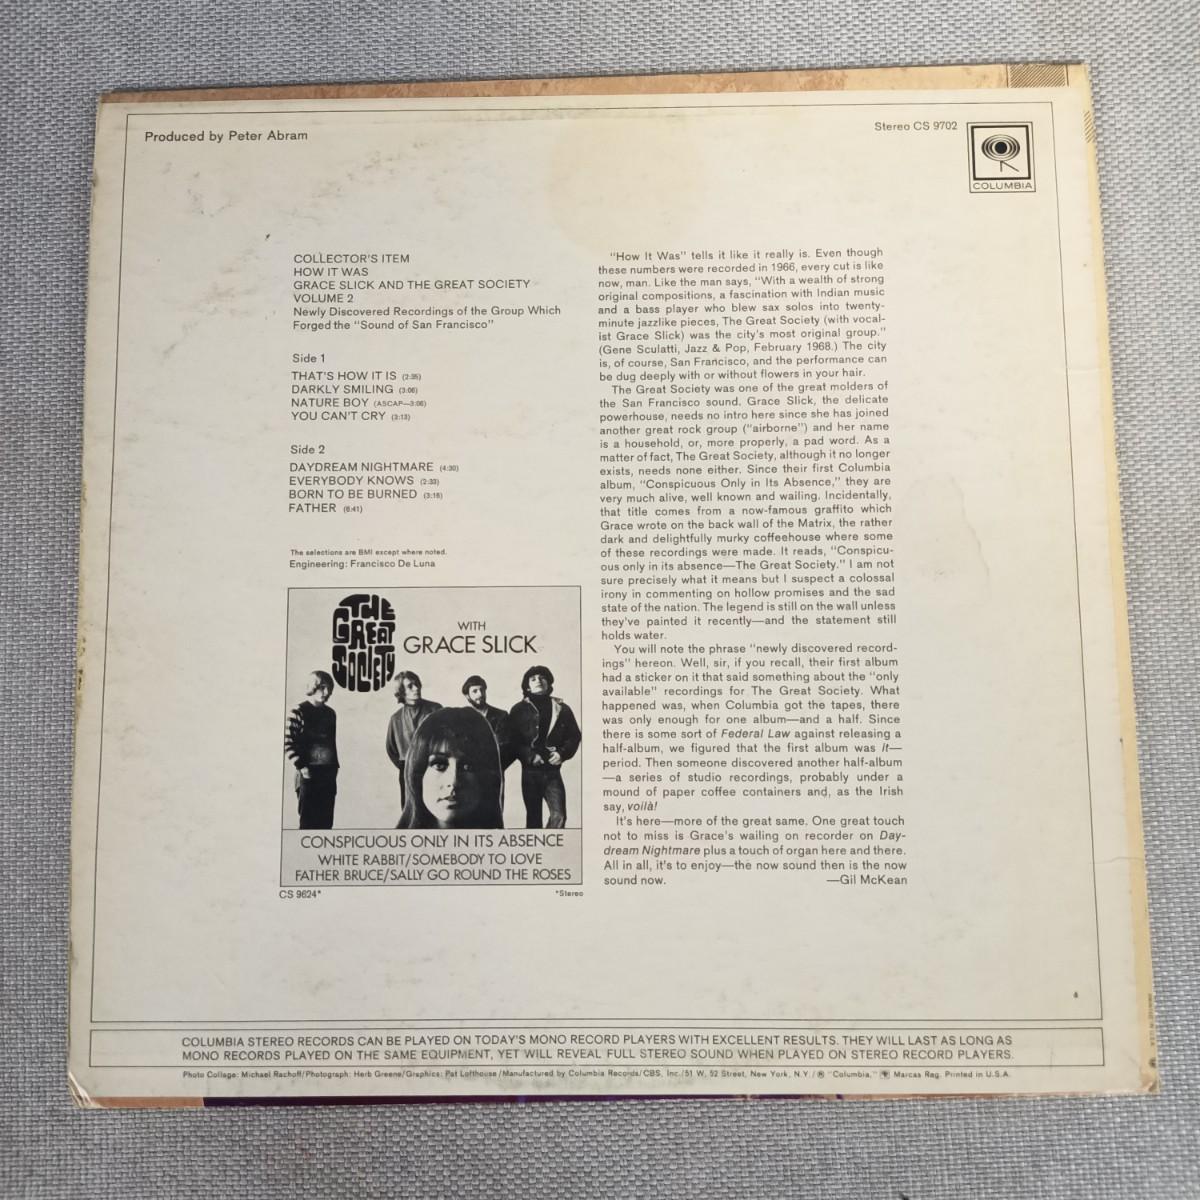 Produced by Peter Abram
Stereo CS 9702
COLUMBIA
COLLECTOR'S ITEM
HOW IT WAS
GRACE SLICK AND THE GREAT SOCIETY
VOLUME 2
Newly Discovered Recordings of the Group Which
Forged the "Sound of San Francisco"
Side 1
THAT'S HOW IT IS (2:35)
DARKLY SMILING (3:06)
NATURE BOY (ASCAP—3:06)
YOU CAN'T CRY (3:13)
Side 2
DAYDREAM NIGHTMARE (4:30)
EVERYBODY KNOWS (2:33)
BORN TO BE BURNED (3:16)
FATHER (6:41)
The selections are BMI except where noted.
Engineering: Francisco De Luna
THE
GREAT
SOCIETY
WITH
GRACE SLICK
CONSPICUOUS ONLY IN ITS ABSENCE
WHITE RABBIT/SOMEBODY TO LOVE
FATHER BRUCE/SALLY GO ROUND THE ROSES
CS 9624*
*Stereo
"How It Was" tells it like it really is. Even though
these numbers were recorded in 1966, every cut is like
now, man. Like the man says, "With a wealth of strong
original compositions, a fascination with Indian music
and a bass player who blew sax solos into twenty-
minute jazzlike pieces, The Great Society (with vocal-
ist Grace Slick) was the city's most original group."
(Gene Sculatti, Jazz & Pop, February 1968.) The city
is, of course, San Francisco, and the performance can
be dug deeply with or without flowers in your hair.
The Great Society was one of the great molders of
the San Francisco sound. Grace Slick, the delicate
powerhouse, needs no intro here since she has joined
another great rock group ("airborne") and her name
is a household, or, more properly, a pad word. As a
matter of fact, The Great Society, although it no longer
exists, needs none either. Since their first Columbia
album, "Conspicuous Only in Its Absence," they are
very much alive, well known and wailing. Incidentally,
that title comes from a now-famous graffito which
Grace wrote on the back wall of the Matrix, the rather
dark and delightfully murky coffeehouse where some
of these recordings were made. It reads, "Conspicu-
ous only in its absence—The Great Society." I am not
sure precisely what it means but I suspect a colossal
irony in commenting on hollow promises and the sad
state of the nation. The legend is still on the wall unless
they've painted it recently—and the statement still
holds water.
You will note the phrase "newly discovered record-
ings" hereon. Well, sir, if you recall, their first album
had a sticker on it that said something about the "only
available" recordings for The Great Society. What
happened was, when Columbia got the tapes, there
was only enough for one album—and a half. Since
there is some sort of Federal Law against releasing a
half-album, we figured that the first album was it—
period. Then someone discovered another half-album
—a series of studio recordings, probably under a
mound of paper coffee containers and, as the Irish
say, voilà!
It's here—more of the great same. One great touch
not to miss is Grace's wailing on recorder on Day-
dream Nightmare plus a touch of organ here and there.
All in all, it's to enjoy—the now sound then is the now
sound now. —Gil McKean
COLUMBIA STEREO RECORDS CAN BE PLAYED ON TODAY'S MONO RECORD PLAYERS WITH EXCELLENT RESULTS. THEY WILL LAST AS LONG AS
MONO RECORDS PLAYED ON THE SAME EQUIPMENT, YET WILL REVEAL FULL STEREO SOUND WHEN PLAYED ON STEREO RECORD PLAYERS.
Photo Collage: Michael Rachoff/Photograph: Herb Greene/Graphics: Pat Lofthouse/Manufactured by Columbia Records/CBS, Inc./51 W. 52 Street, New York, N.Y./® "Columbia," Marcas Reg. Printed in U.S.A.